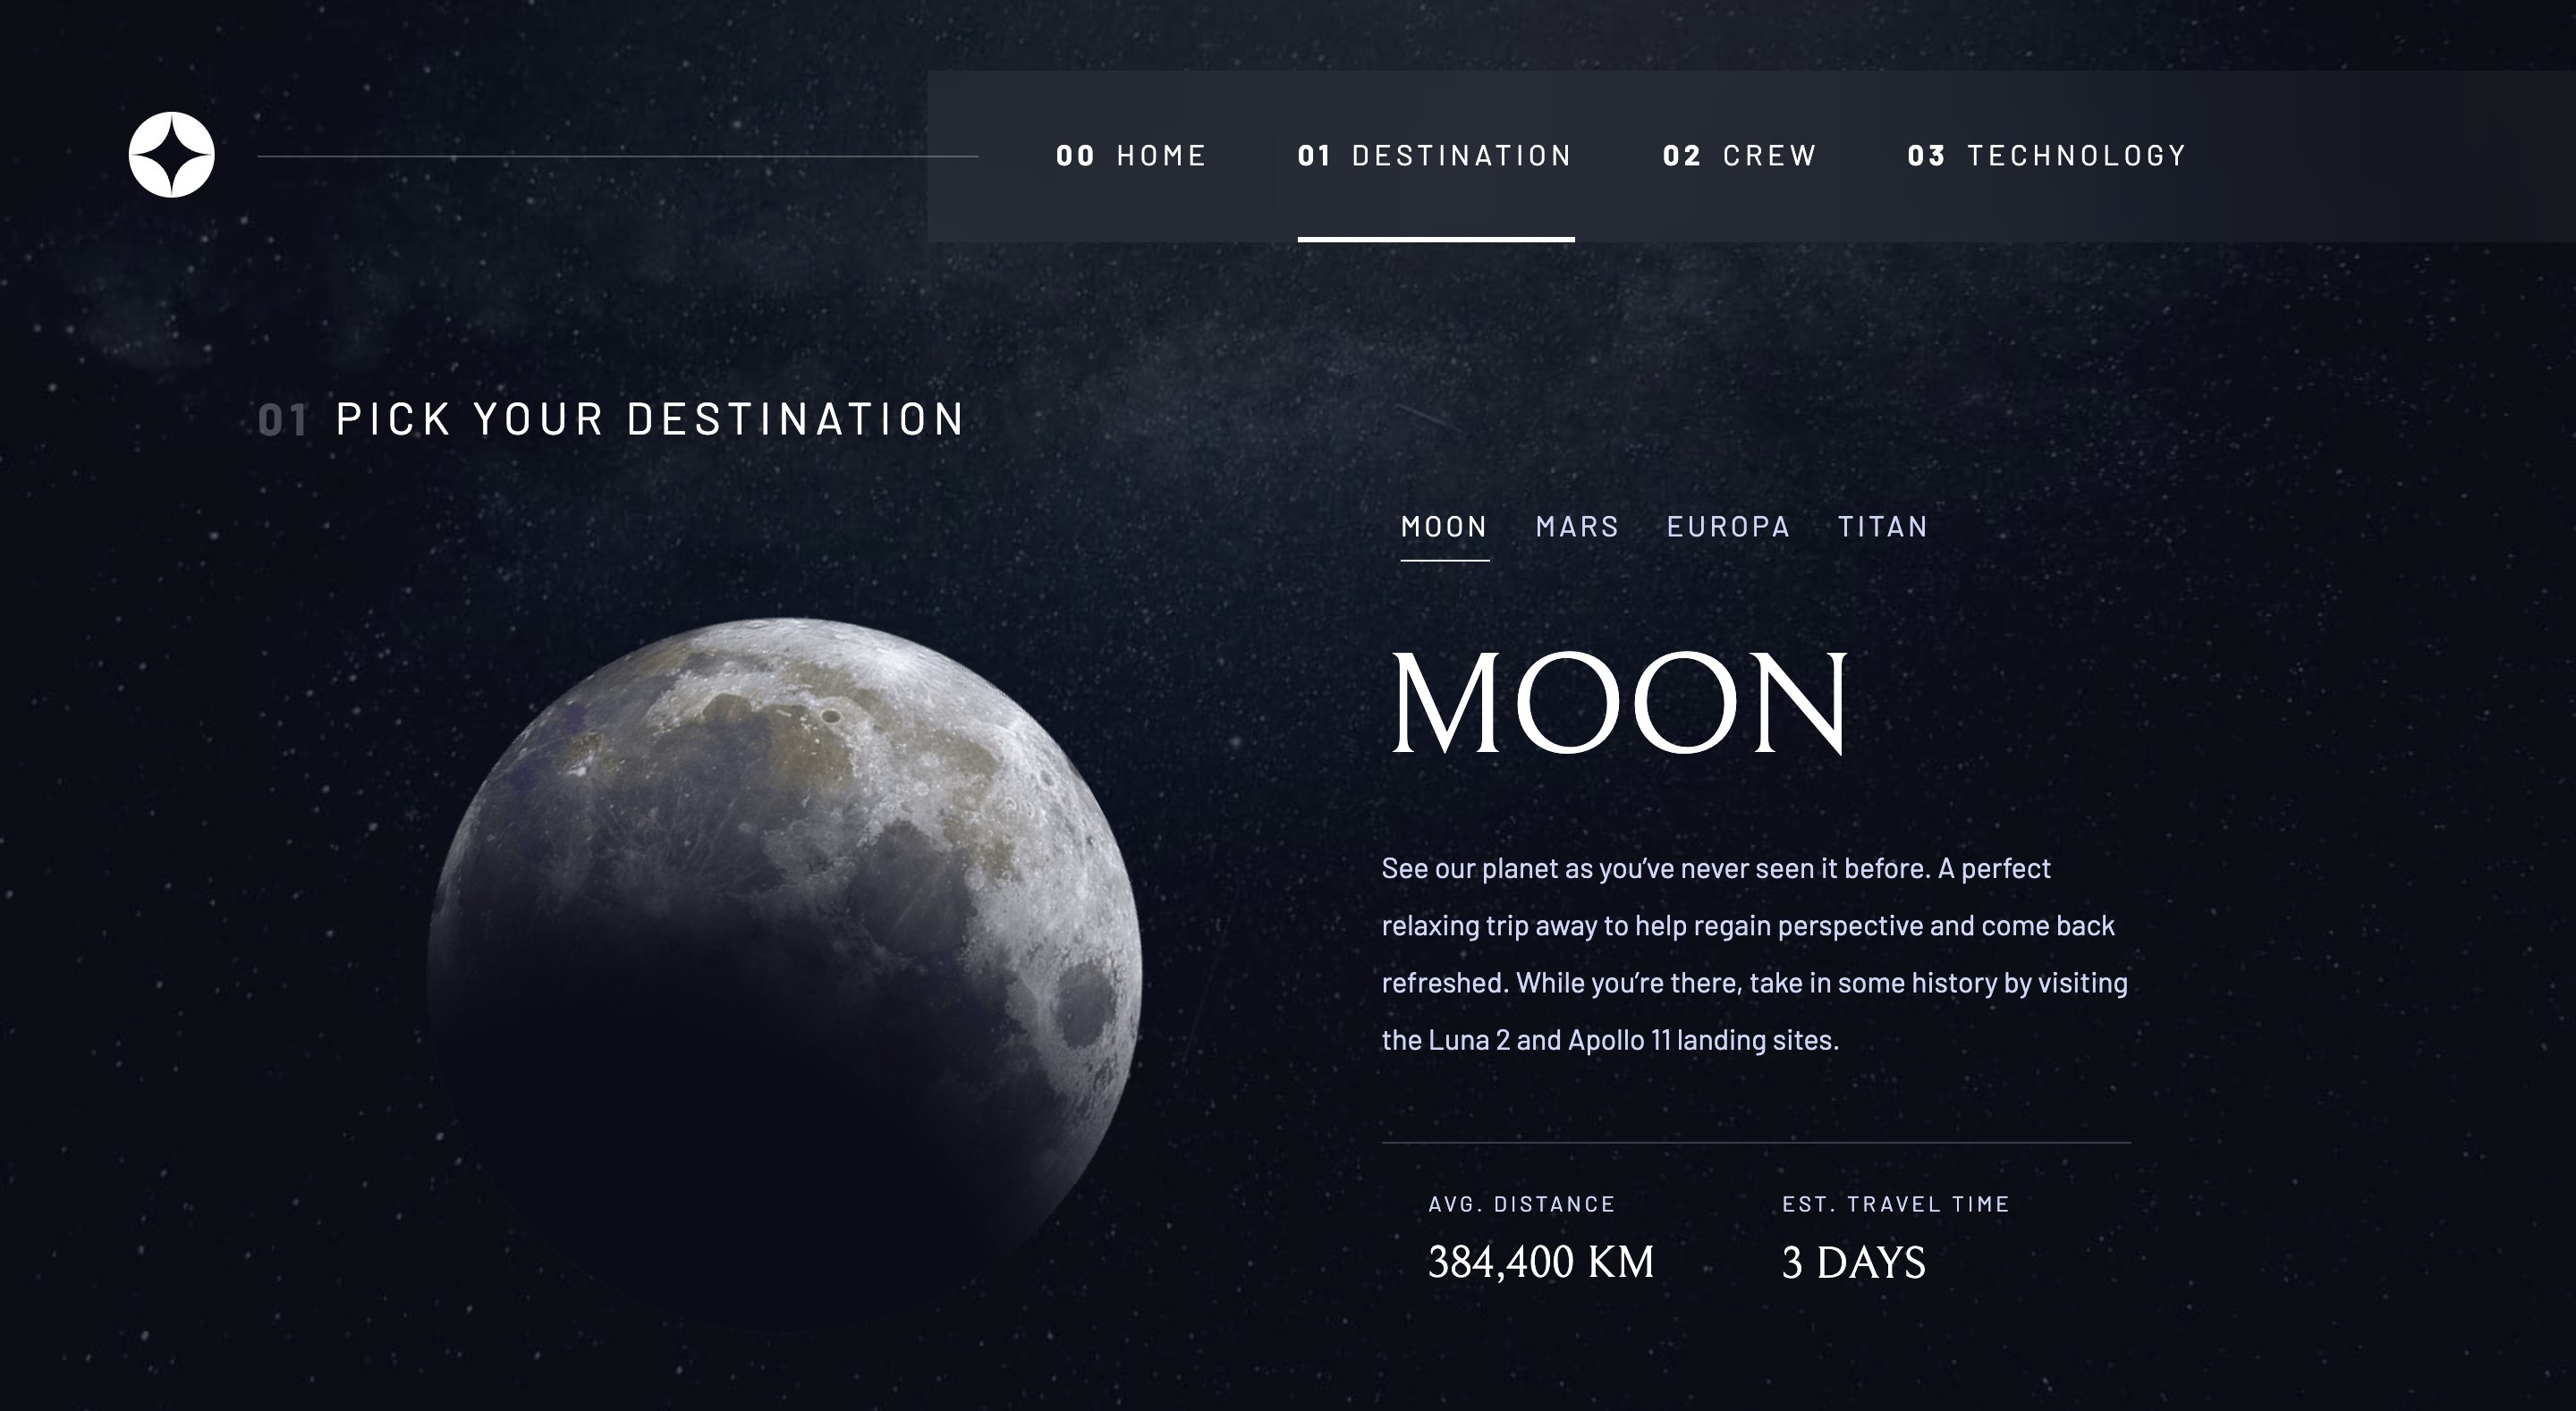 00 HOME 01 DESTINATION 02 CREW 03 TECHNOLOGY
01 PICK YOUR DESTINATION
MOON MARS EUROPA TITAN
MOON
See our planet as you’ve never seen it before. A perfect
relaxing trip away to help regain perspective and come back
refreshed. While you’re there, take in some history by visiting
the Luna 2 and Apollo 11 landing sites.
AVG. DISTANCE
384,400 KM
EST. TRAVEL TIME
3 DAYS